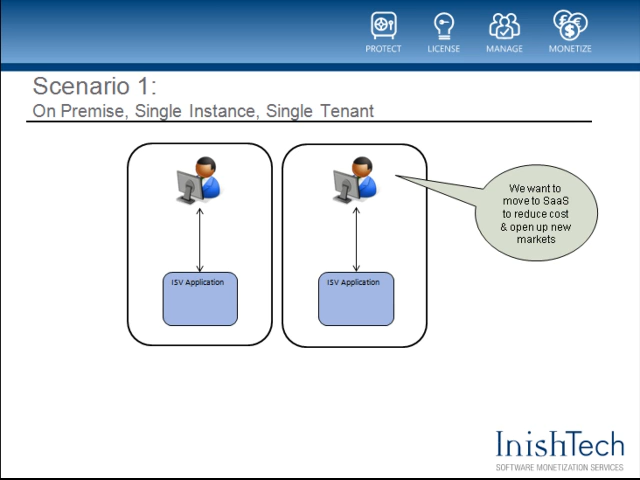 PROTECT LICENSE MANAGE MONETIZE
Scenario 1:
On Premise, Single Instance, Single Tenant
We want to
move to SaaS
to reduce cost
& open up new
markets
ISV Application ISV Application
InishTech
SOFTWARE MONETIZATION SERVICES